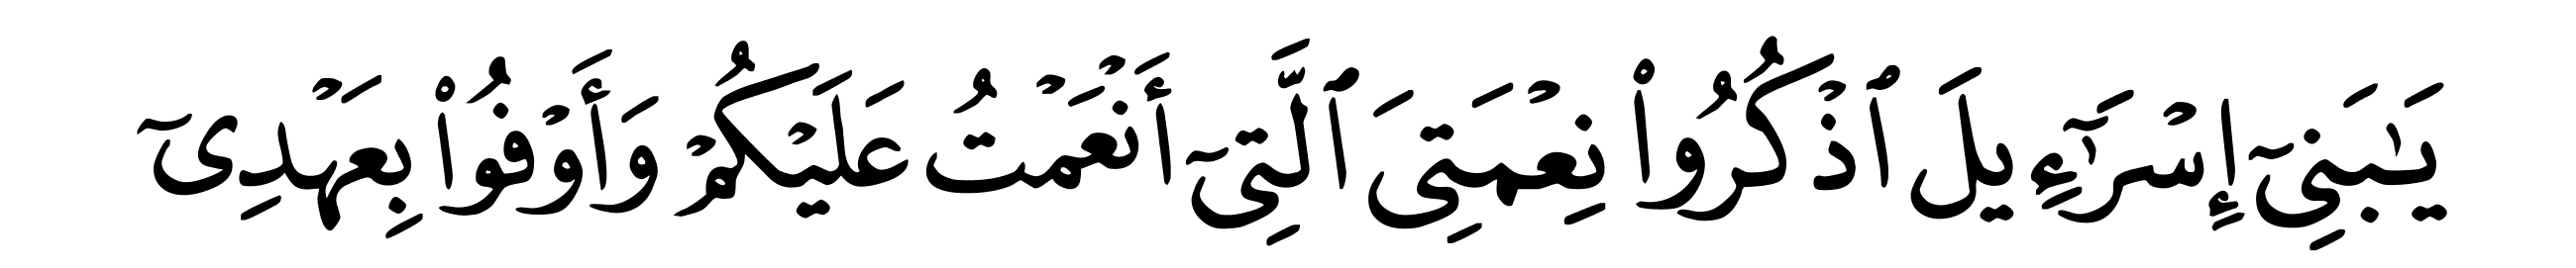 يَٰبَنِيٓ إِسۡرَٰٓءِيلَ ٱذۡكُرُواْ نِعۡمَتِيَ ٱلَّتِيٓ أَنۡعَمۡتُ عَلَيۡكُمۡ وَأَوۡفُواْ بِعَهۡدِيٓ